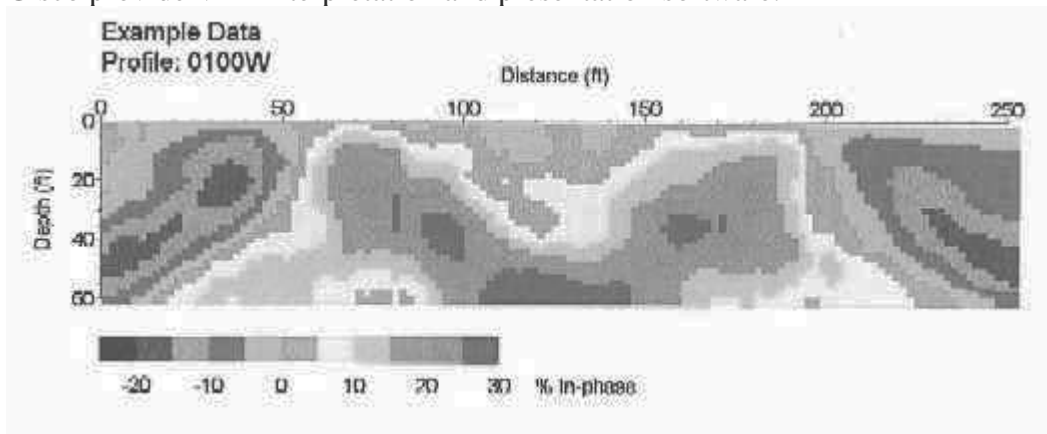 Example Data
Profile: 0100W
Distance (ft)
0 50 100 150 200 250
Depth (ft)
0
20
40
60
-20 -10 0 10 20 30 % In-phase